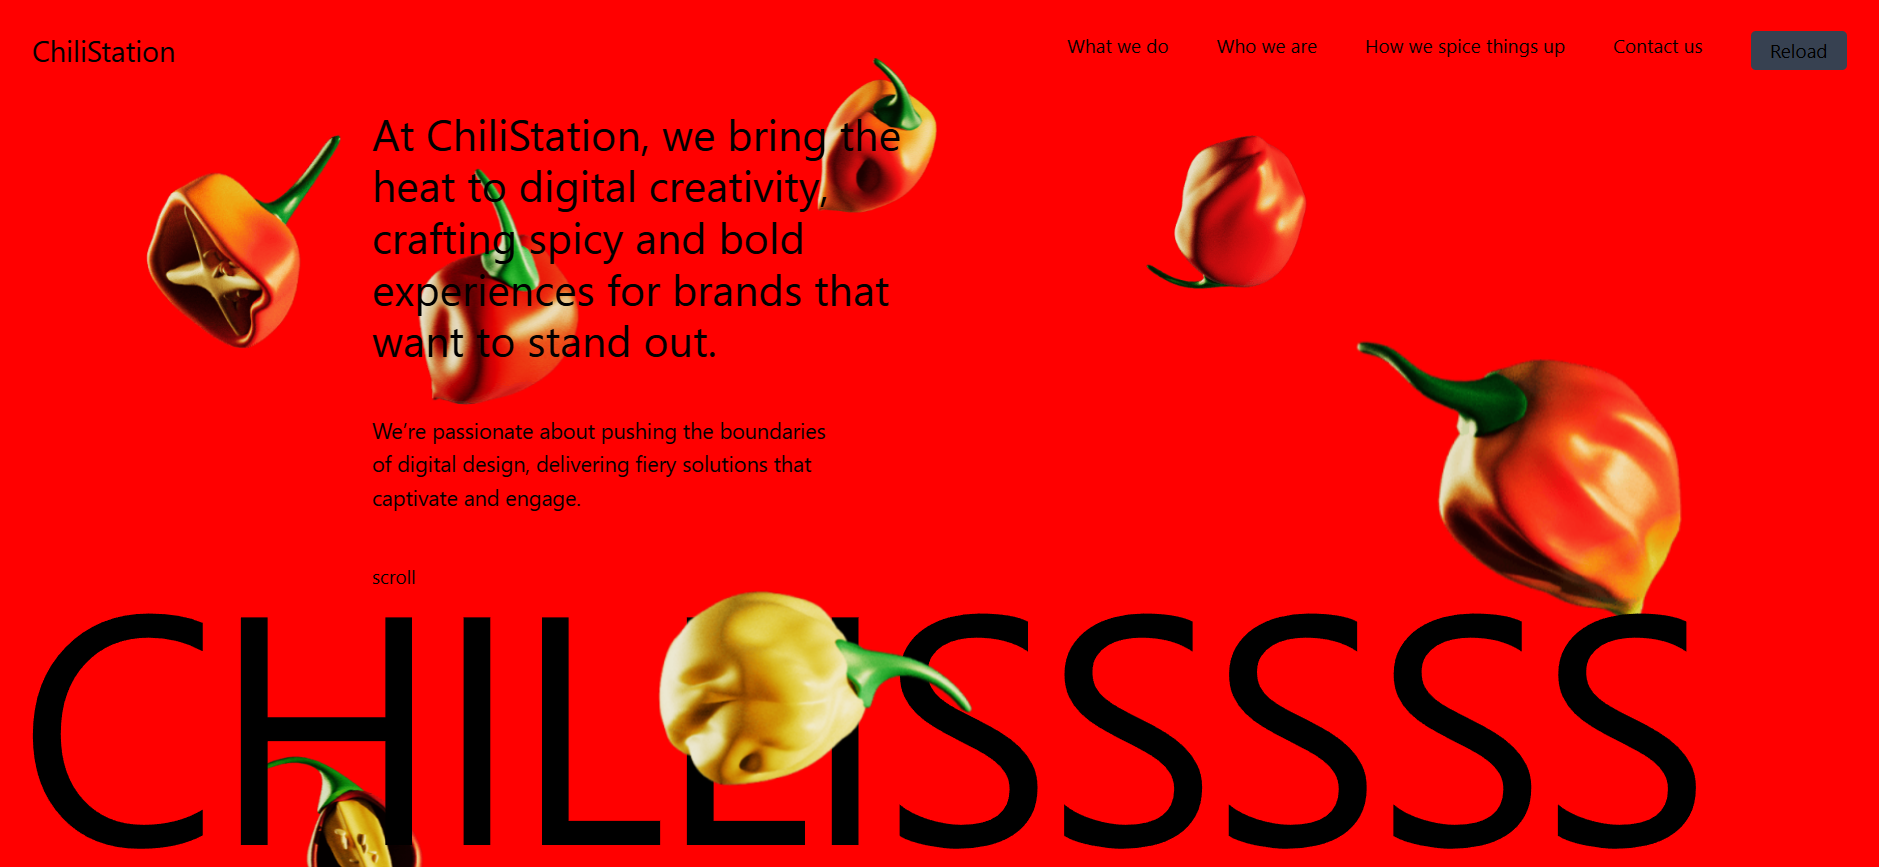 ChiliStation
What we do
Who we are
How we spice things up
Contact us
Reload
At ChiliStation, we bring the
heat to digital creativity,
crafting spicy and bold
experiences for brands that
want to stand out.
We're passionate about pushing the boundaries
of digital design, delivering fiery solutions that
captivate and engage.
scroll
CHILLISSSSS